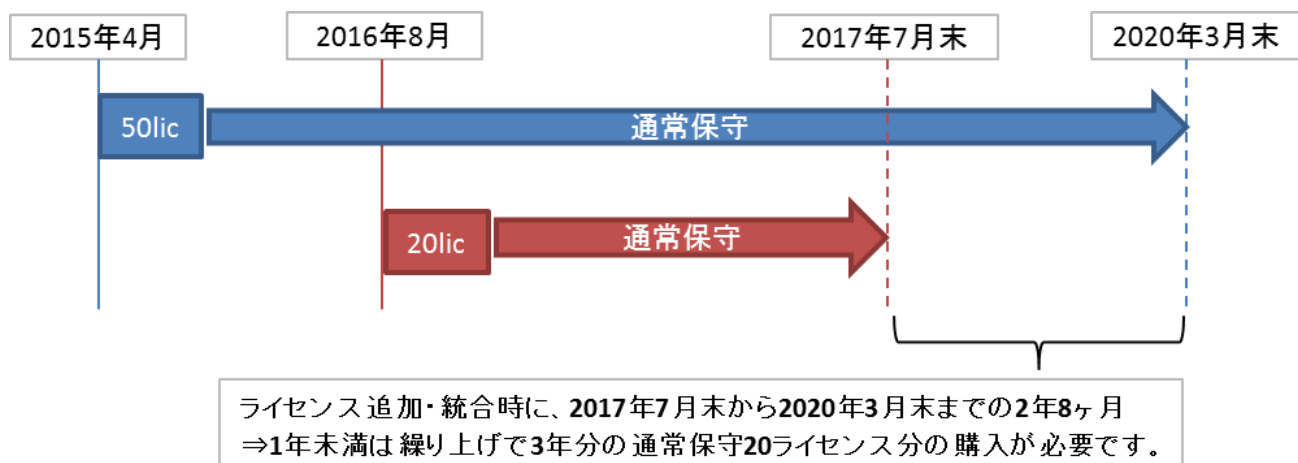 2015年4月
2016年8月
2017年7月末
2020年3月末
50lic
通常保守
20lic
通常保守
ライセンス追加・統合時に、2017年7月末から2020年3月末までの2年8ヶ月
⇒1年未満は繰り上げで3年分の通常保守20ライセンス分の購入が必要です。